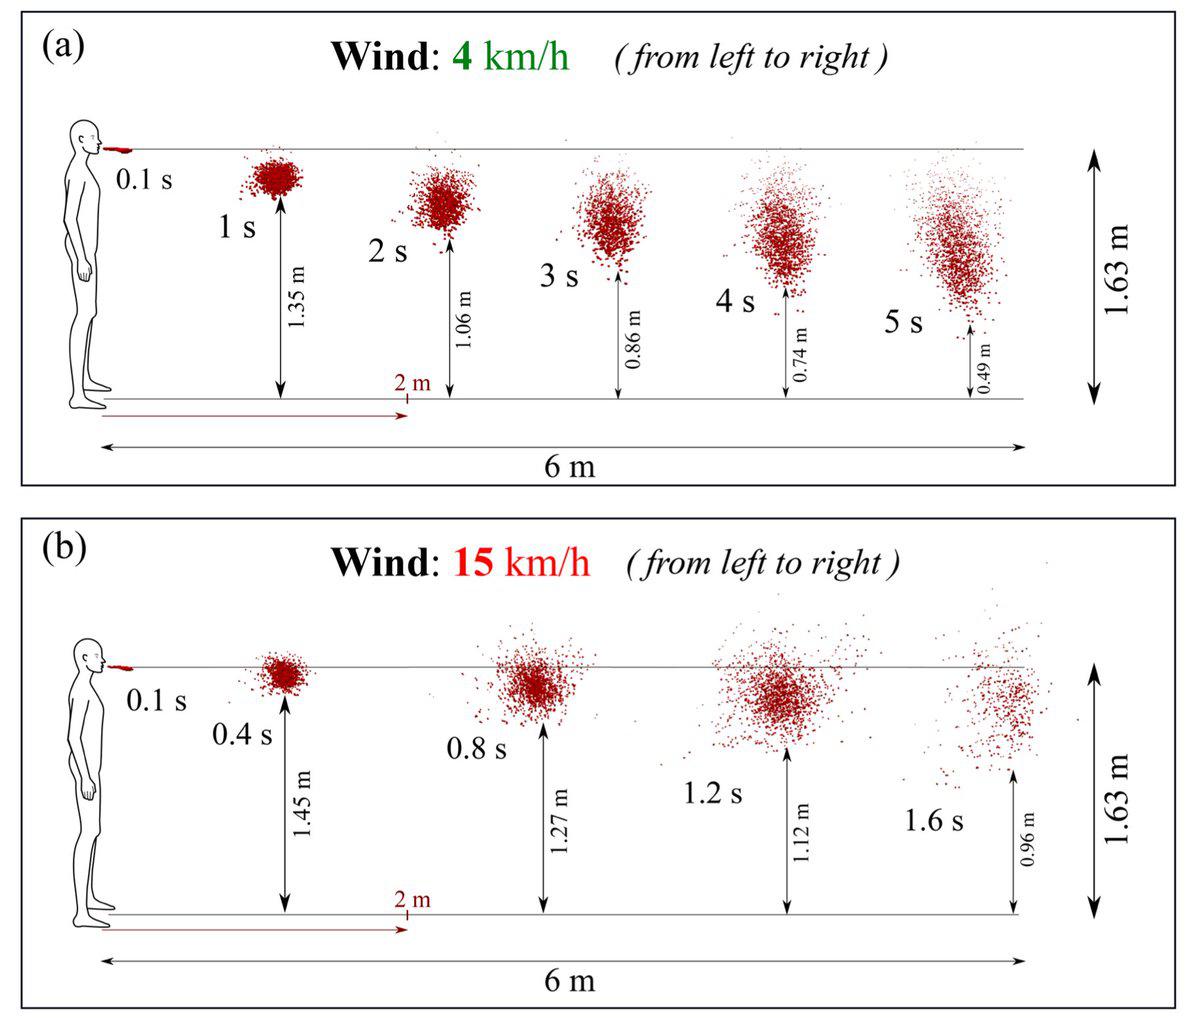 (a)
Wind: 4 km/h (from left to right)
0.1 s
1 s
2 s
3 s
4 s
5 s
1.35 m
1.06 m
0.86 m
0.74 m
0.49 m
1.63 m
2 m
6 m
(b)
Wind: 15 km/h (from left to right)
0.1 s
0.4 s
0.8 s
1.2 s
1.6 s
1.45 m
1.27 m
1.12 m
0.96 m
1.63 m
2 m
6 m